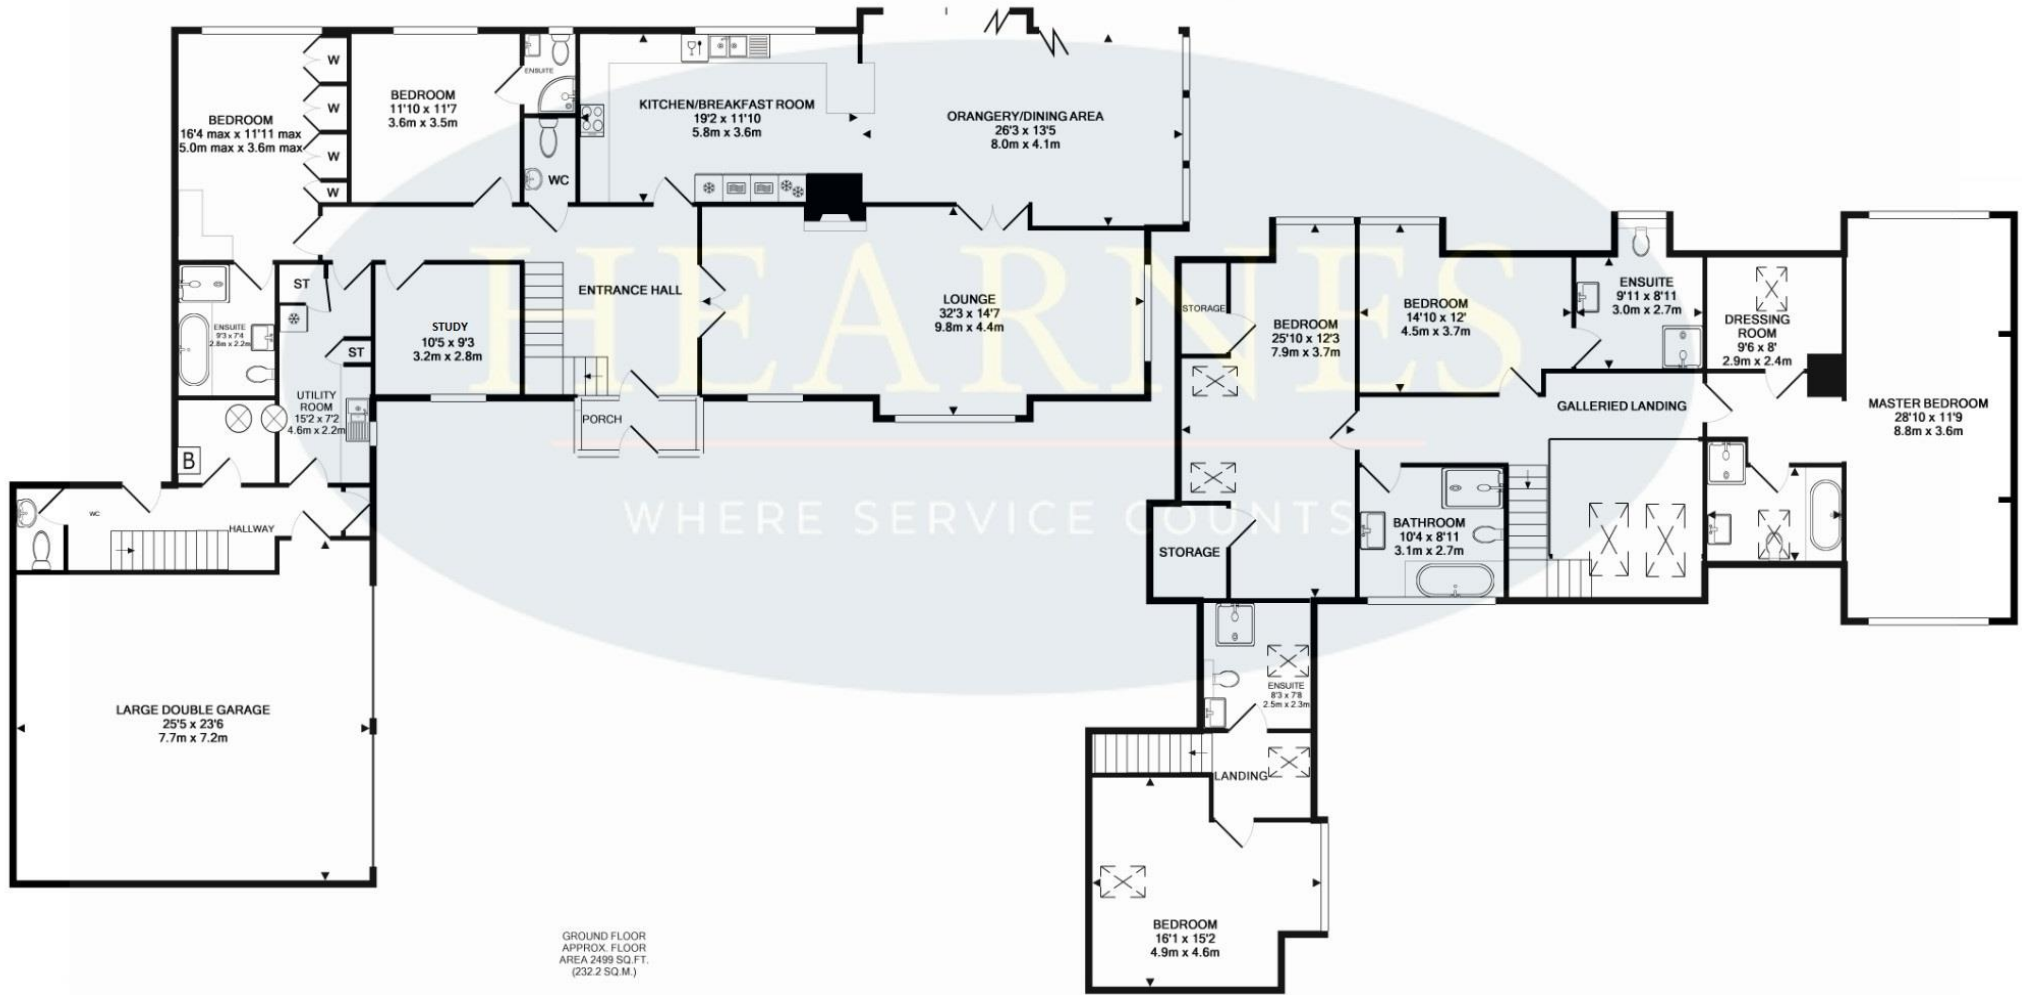 BEDROOM
16'4 max x 11'11 max
5.0m max x 3.6m max
W
W
W
W
BEDROOM
11'10 x 11'7
3.6m x 3.5m
ENSUITE
WC
KITCHEN/BREAKFAST ROOM
19'2 x 11'10
5.8m x 3.6m
ORANGERY/DINING AREA
26'3 x 13'5
8.0m x 4.1m
ST
ENSUITE
9'3 x 7'4
2.8m x 2.2m
ST
STUDY
10'5 x 9'3
3.2m x 2.8m
ENTRANCE HALL
LOUNGE
32'3 x 14'7
9.8m x 4.4m
UTILITY
ROOM
15'2 x 7'2
4.6m x 2.2m
PORCH
B
WC
HALLWAY
LARGE DOUBLE GARAGE
25'5 x 23'6
7.7m x 7.2m
GROUND FLOOR
APPROX. FLOOR
AREA 2499 SQ.FT.
(232.2 SQ.M.)
HEARNES
WHERE SERVICE COUNTS
STORAGE
BEDROOM
25'10 x 12'3
7.9m x 3.7m
BEDROOM
14'10 x 12'
4.5m x 3.7m
ENSUITE
9'11 x 8'11
3.0m x 2.7m
DRESSING
ROOM
9'6 x 8'
2.9m x 2.4m
GALLERIED LANDING
MASTER BEDROOM
28'10 x 11'9
8.8m x 3.6m
STORAGE
BATHROOM
10'4 x 8'11
3.1m x 2.7m
ENSUITE
8'3 x 7'8
2.5m x 2.3m
LANDING
BEDROOM
16'1 x 15'2
4.9m x 4.6m